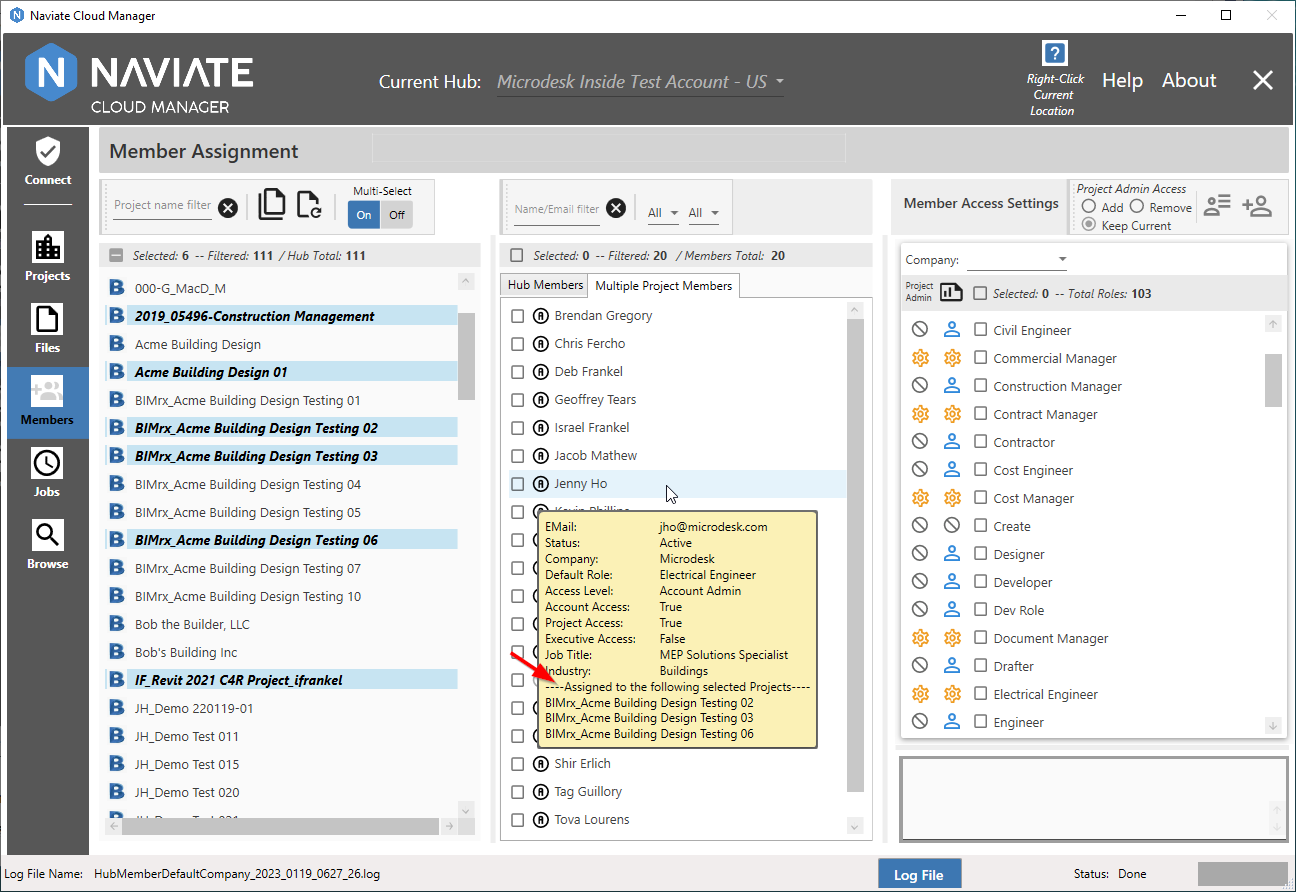 Naviate Cloud Manager
NAVIATE
CLOUD MANAGER
Current Hub: Microdesk Inside Test Account - US
Right-Click
Current
Location
Help About
Connect
Projects
Files
Members
Jobs
Browse
Member Assignment
Project name filter
Multi-Select
On Off
Selected: 6 -- Filtered: 111 / Hub Total: 111
000-G_MacD_M
2019_05496-Construction Management
Acme Building Design
Acme Building Design 01
BIMrx_Acme Building Design Testing 01
BIMrx_Acme Building Design Testing 02
BIMrx_Acme Building Design Testing 03
BIMrx_Acme Building Design Testing 04
BIMrx_Acme Building Design Testing 05
BIMrx_Acme Building Design Testing 06
BIMrx_Acme Building Design Testing 07
BIMrx_Acme Building Design Testing 10
Bob the Builder, LLC
Bob's Building Inc
IF_Revit 2021 C4R Project_ifrankel
JH_Demo 220119-01
JH_Demo Test 011
JH_Demo Test 015
JH_Demo Test 020
Name/Email filter
All All
Selected: 0 -- Filtered: 20 / Members Total: 20
Hub Members Multiple Project Members
Brendan Gregory
Chris Fercho
Deb Frankel
Geoffrey Tears
Israel Frankel
Jacob Mathew
Jenny Ho
EMail: jho@microdesk.com
Status: Active
Company: Microdesk
Default Role: Electrical Engineer
Access Level: Account Admin
Account Access: True
Project Access: True
Executive Access: False
Job Title: MEP Solutions Specialist
Industry: Buildings
----Assigned to the following selected Projects----
BIMrx_Acme Building Design Testing 02
BIMrx_Acme Building Design Testing 03
BIMrx_Acme Building Design Testing 06
Shir Erlich
Tag Guillory
Tova Lourens
Member Access Settings
Project Admin Access
Add Remove
Keep Current
Company:
Project
Admin
Selected: 0 -- Total Roles: 103
Civil Engineer
Commercial Manager
Construction Manager
Contract Manager
Contractor
Cost Engineer
Cost Manager
Create
Designer
Developer
Dev Role
Document Manager
Drafter
Electrical Engineer
Engineer
Log File Name: HubMemberDefaultCompany_2023_0119_0627_26.log
Log File
Status: Done